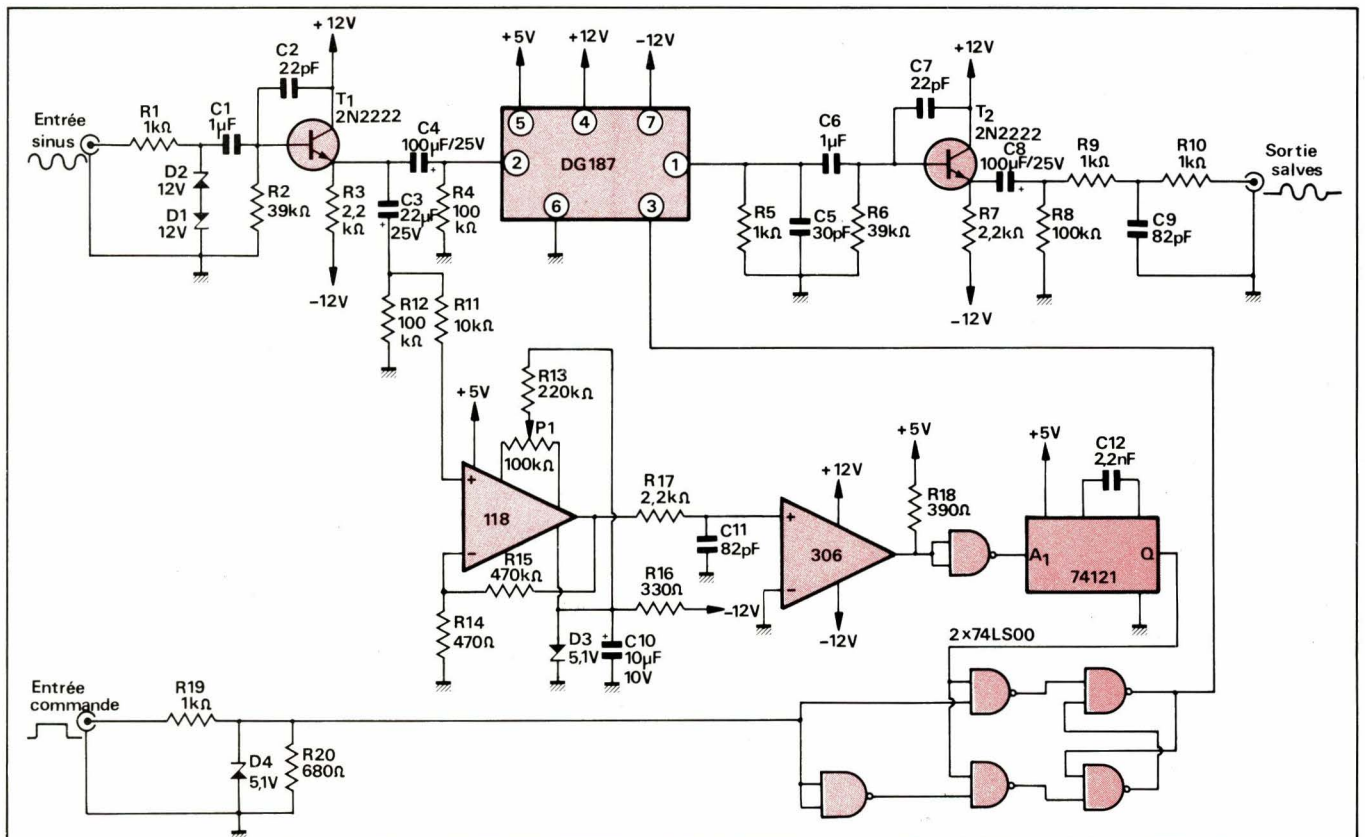 +12V
C2
22pF
T1
2N2222
Entrée
sinus
R1
1kΩ
C1
1µF
D2
12V
D1
12V
R2
39kΩ
R3
2,2
kΩ
-12V
C4
100µF/25V
+
C3
22µF
25V
+
R4
100
kΩ
R12
100
kΩ
R11
10kΩ
+5V
+12V
-12V
5
4
7
2
DG187
1
6
3
C7
22pF
+12V
T2
2N2222
C6
1µF
C8
100µF/25V
+
R9
1kΩ
R10
1kΩ
Sortie
salves
R5
1kΩ
C5
30pF
R6
39kΩ
R7
2,2kΩ
R8
100kΩ
C9
82pF
-12V
+5V
R13
220kΩ
P1
100kΩ
+
118
-
R15
470kΩ
R14
470Ω
R17
2,2kΩ
C11
82pF
R16
330Ω
-12V
D3
5,1V
+
C10
10µF
10V
+12V
+
306
-
-12V
+5V
R18
390Ω
+5V
C12
2,2nF
A1
Q
74121
2×74LS00
Entrée
commande
R19
1kΩ
D4
5,1V
R20
680Ω